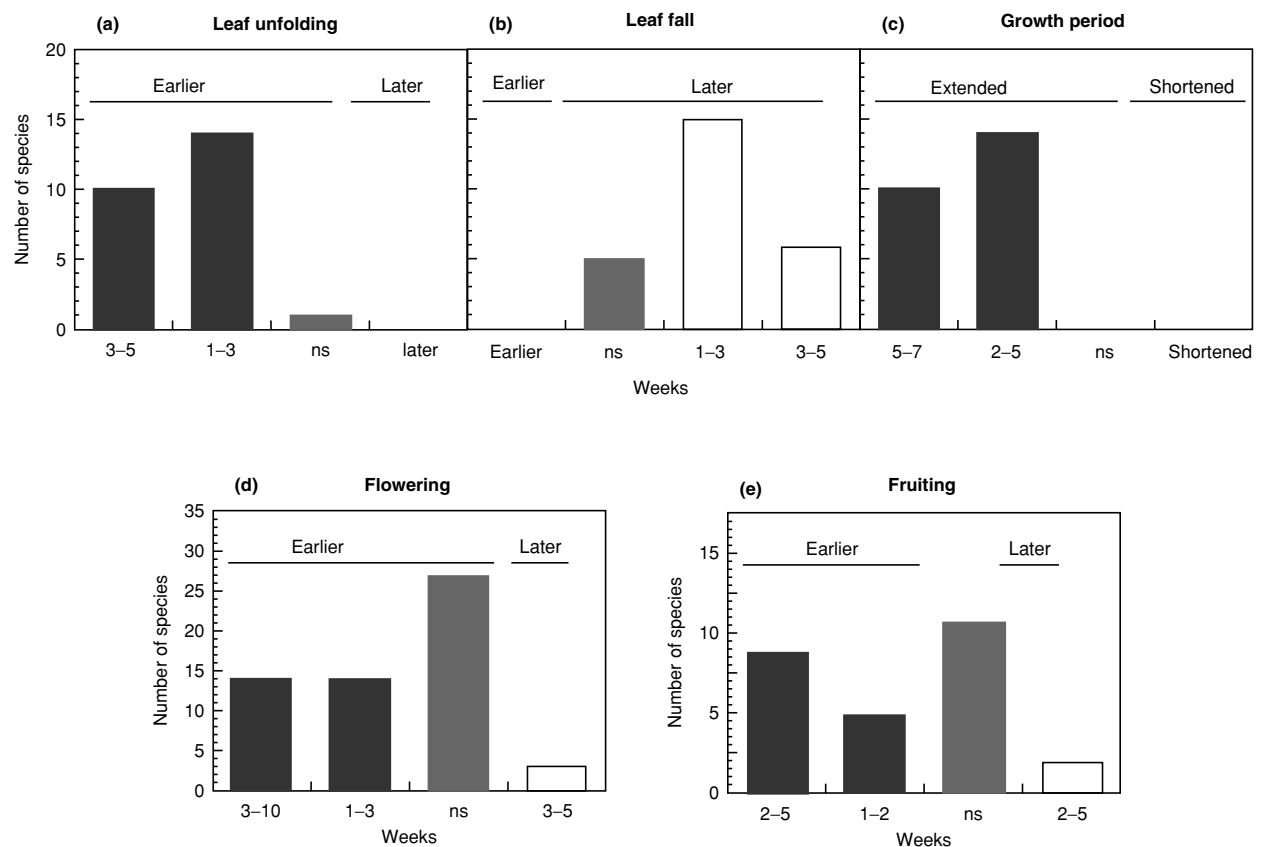 (a) Leaf unfolding (b) Leaf fall (c) Growth period
20
Earlier Later Earlier Later Extended Shortened
15
10
5
0
Number of species
3–5 1–3 ns later Earlier ns 1–3 3–5 5–7 2–5 ns Shortened
Weeks
(d) Flowering
35
Earlier Later
30
25
20
15
10
5
0
Number of species
3–10 1–3 ns 3–5
Weeks
(e) Fruiting
Earlier Later
15
10
5
0
Number of species
2–5 1–2 ns 2–5
Weeks